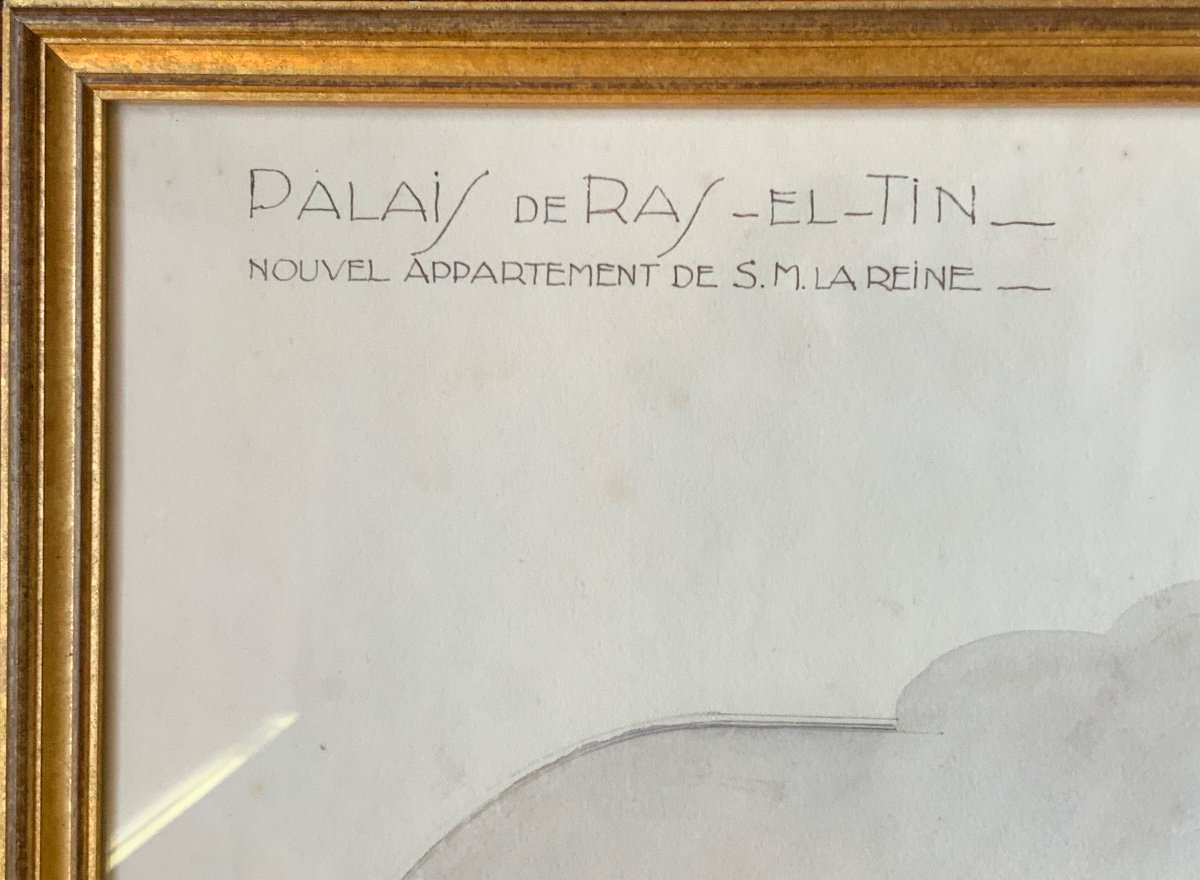 PALAiS DE RAS - EL - TiN _
NOUVEL APPARTEMENT DE S. M. LA REiNE _